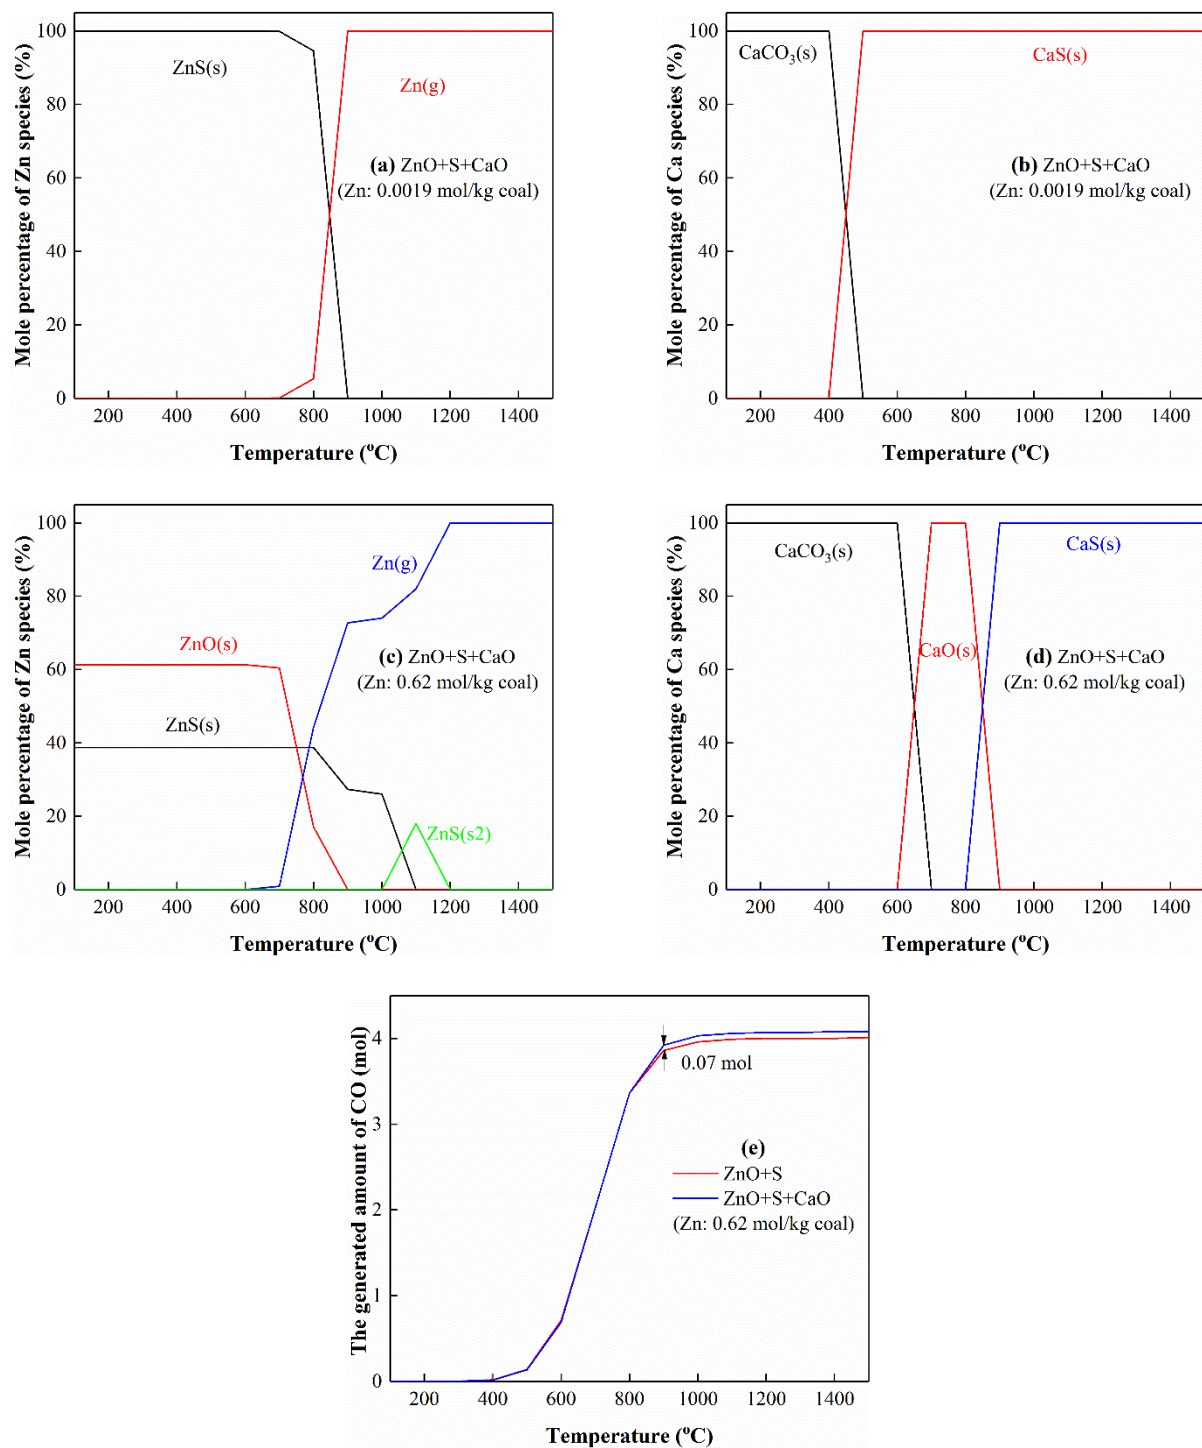 Mole percentage of Zn species (%)
100
80
60
40
20
0
ZnS(s)
Zn(g)
(a) ZnO+S+CaO
(Zn: 0.0019 mol/kg coal)
200 400 600 800 1000 1200 1400
Temperature (°C)
Mole percentage of Ca species (%)
100
80
60
40
20
0
CaCO₃(s)
CaS(s)
(b) ZnO+S+CaO
(Zn: 0.0019 mol/kg coal)
200 400 600 800 1000 1200 1400
Temperature (°C)
Mole percentage of Zn species (%)
100
80
60
40
20
0
Zn(g)
ZnO(s)
(c) ZnO+S+CaO
(Zn: 0.62 mol/kg coal)
ZnS(s)
ZnS(s2)
200 400 600 800 1000 1200 1400
Temperature (°C)
Mole percentage of Ca species (%)
100
80
60
40
20
0
CaCO₃(s)
CaS(s)
CaO(s)
(d) ZnO+S+CaO
(Zn: 0.62 mol/kg coal)
200 400 600 800 1000 1200 1400
Temperature (°C)
The generated amount of CO (mol)
4
3
2
1
0
0.07 mol
(e)
ZnO+S
ZnO+S+CaO
(Zn: 0.62 mol/kg coal)
200 400 600 800 1000 1200 1400
Temperature (°C)